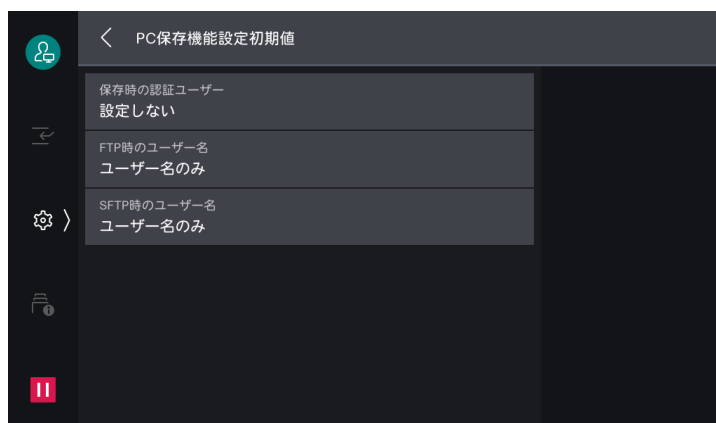 PC保存機能設定初期値
保存時の認証ユーザー
設定しない
FTP時のユーザー名
ユーザー名のみ
SFTP時のユーザー名
ユーザー名のみ